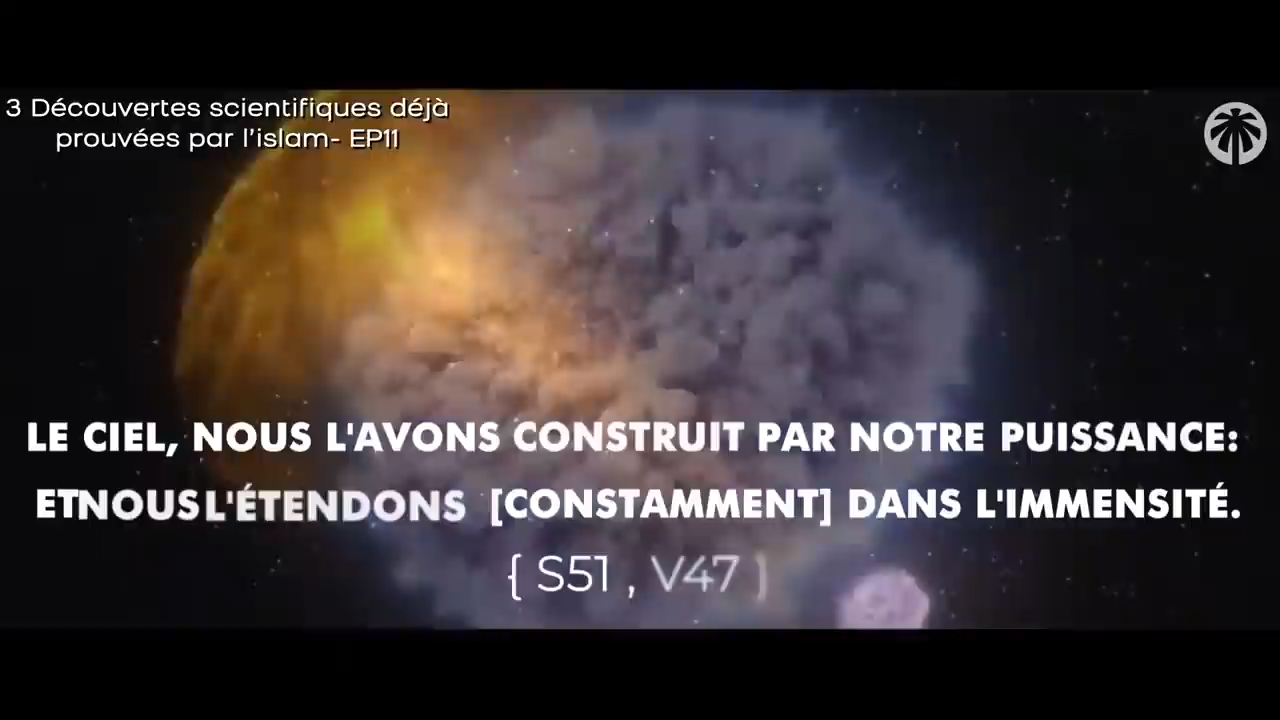 3 Découvertes scientifiques déjà
prouvées par l'islam- EP11
LE CIEL, NOUS L'AVONS CONSTRUIT PAR NOTRE PUISSANCE:
ETNOUS L'ÉTENDONS [CONSTAMMENT] DANS L'IMMENSITÉ.
{ S51 , V47 }